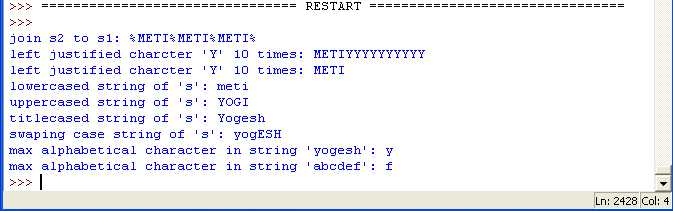 >>> ================================ RESTART ================================
>>>
join s2 to s1: %METI%METI%METI%
left justified charcter 'Y' 10 times: METIYYYYYYYYYY
left justified charcter 'Y' 10 times: METI
lowercased string of 's': meti
uppercased string of 's': YOGI
titlecased string of 's': Yogesh
swaping case string of 's': yogESH
max alphabetical character in string 'yogesh': y
max alphabetical character in string 'abcdef': f
>>>
Ln: 2428 Col: 4